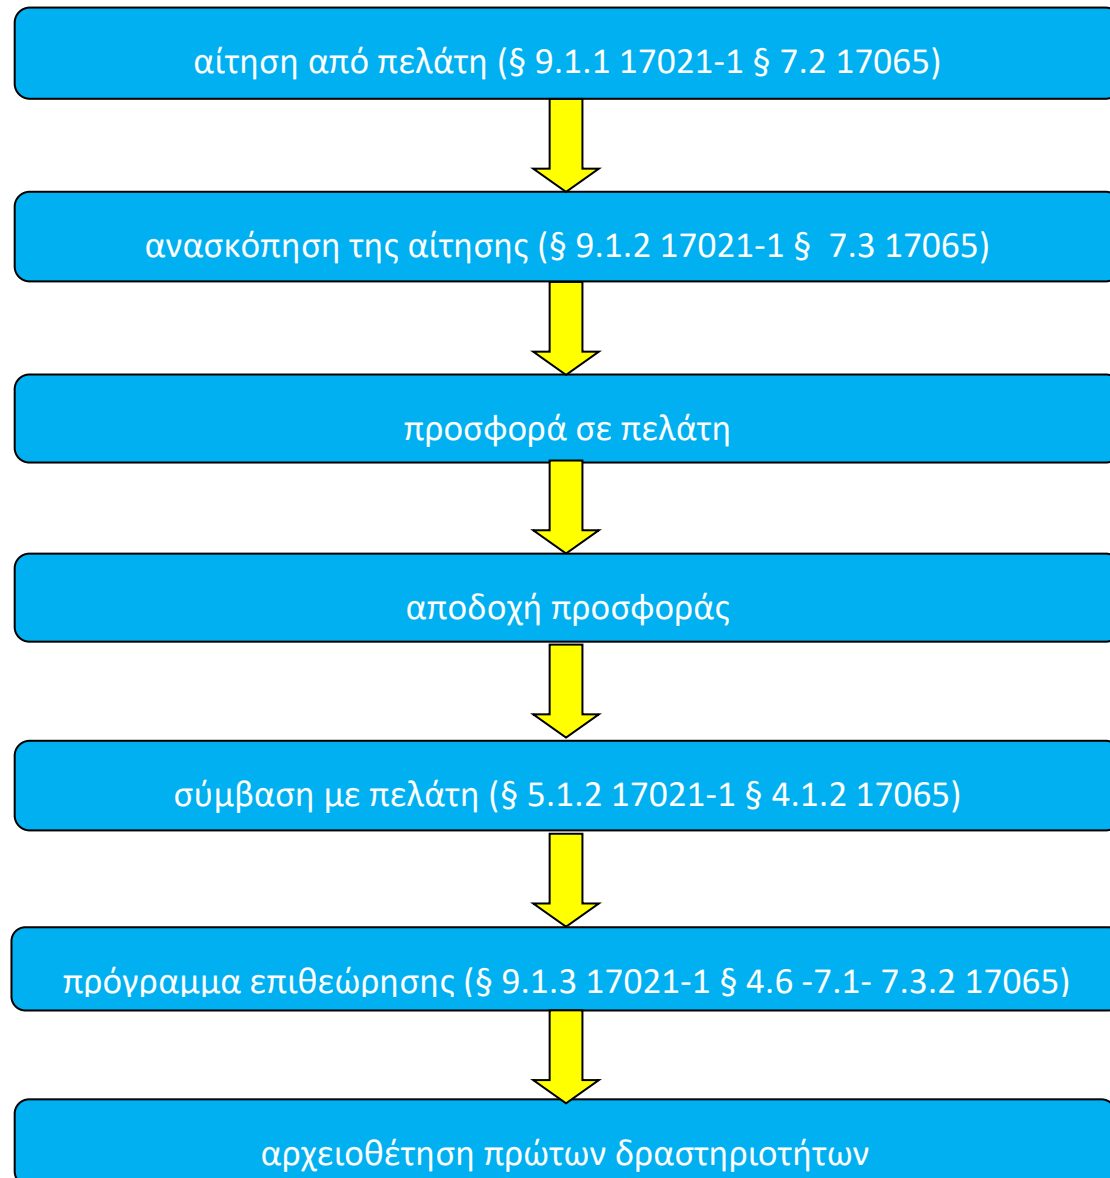 αίτηση από πελάτη (§ 9.1.1 17021-1 § 7.2 17065)
ανασκόπηση της αίτησης (§ 9.1.2 17021-1 §  7.3 17065)
προσφορά σε πελάτη
αποδοχή προσφοράς
σύμβαση με πελάτη (§ 5.1.2 17021-1 § 4.1.2 17065)
πρόγραμμα επιθεώρησης (§ 9.1.3 17021-1 § 4.6 -7.1- 7.3.2 17065)
αρχειοθέτηση πρώτων δραστηριοτήτων